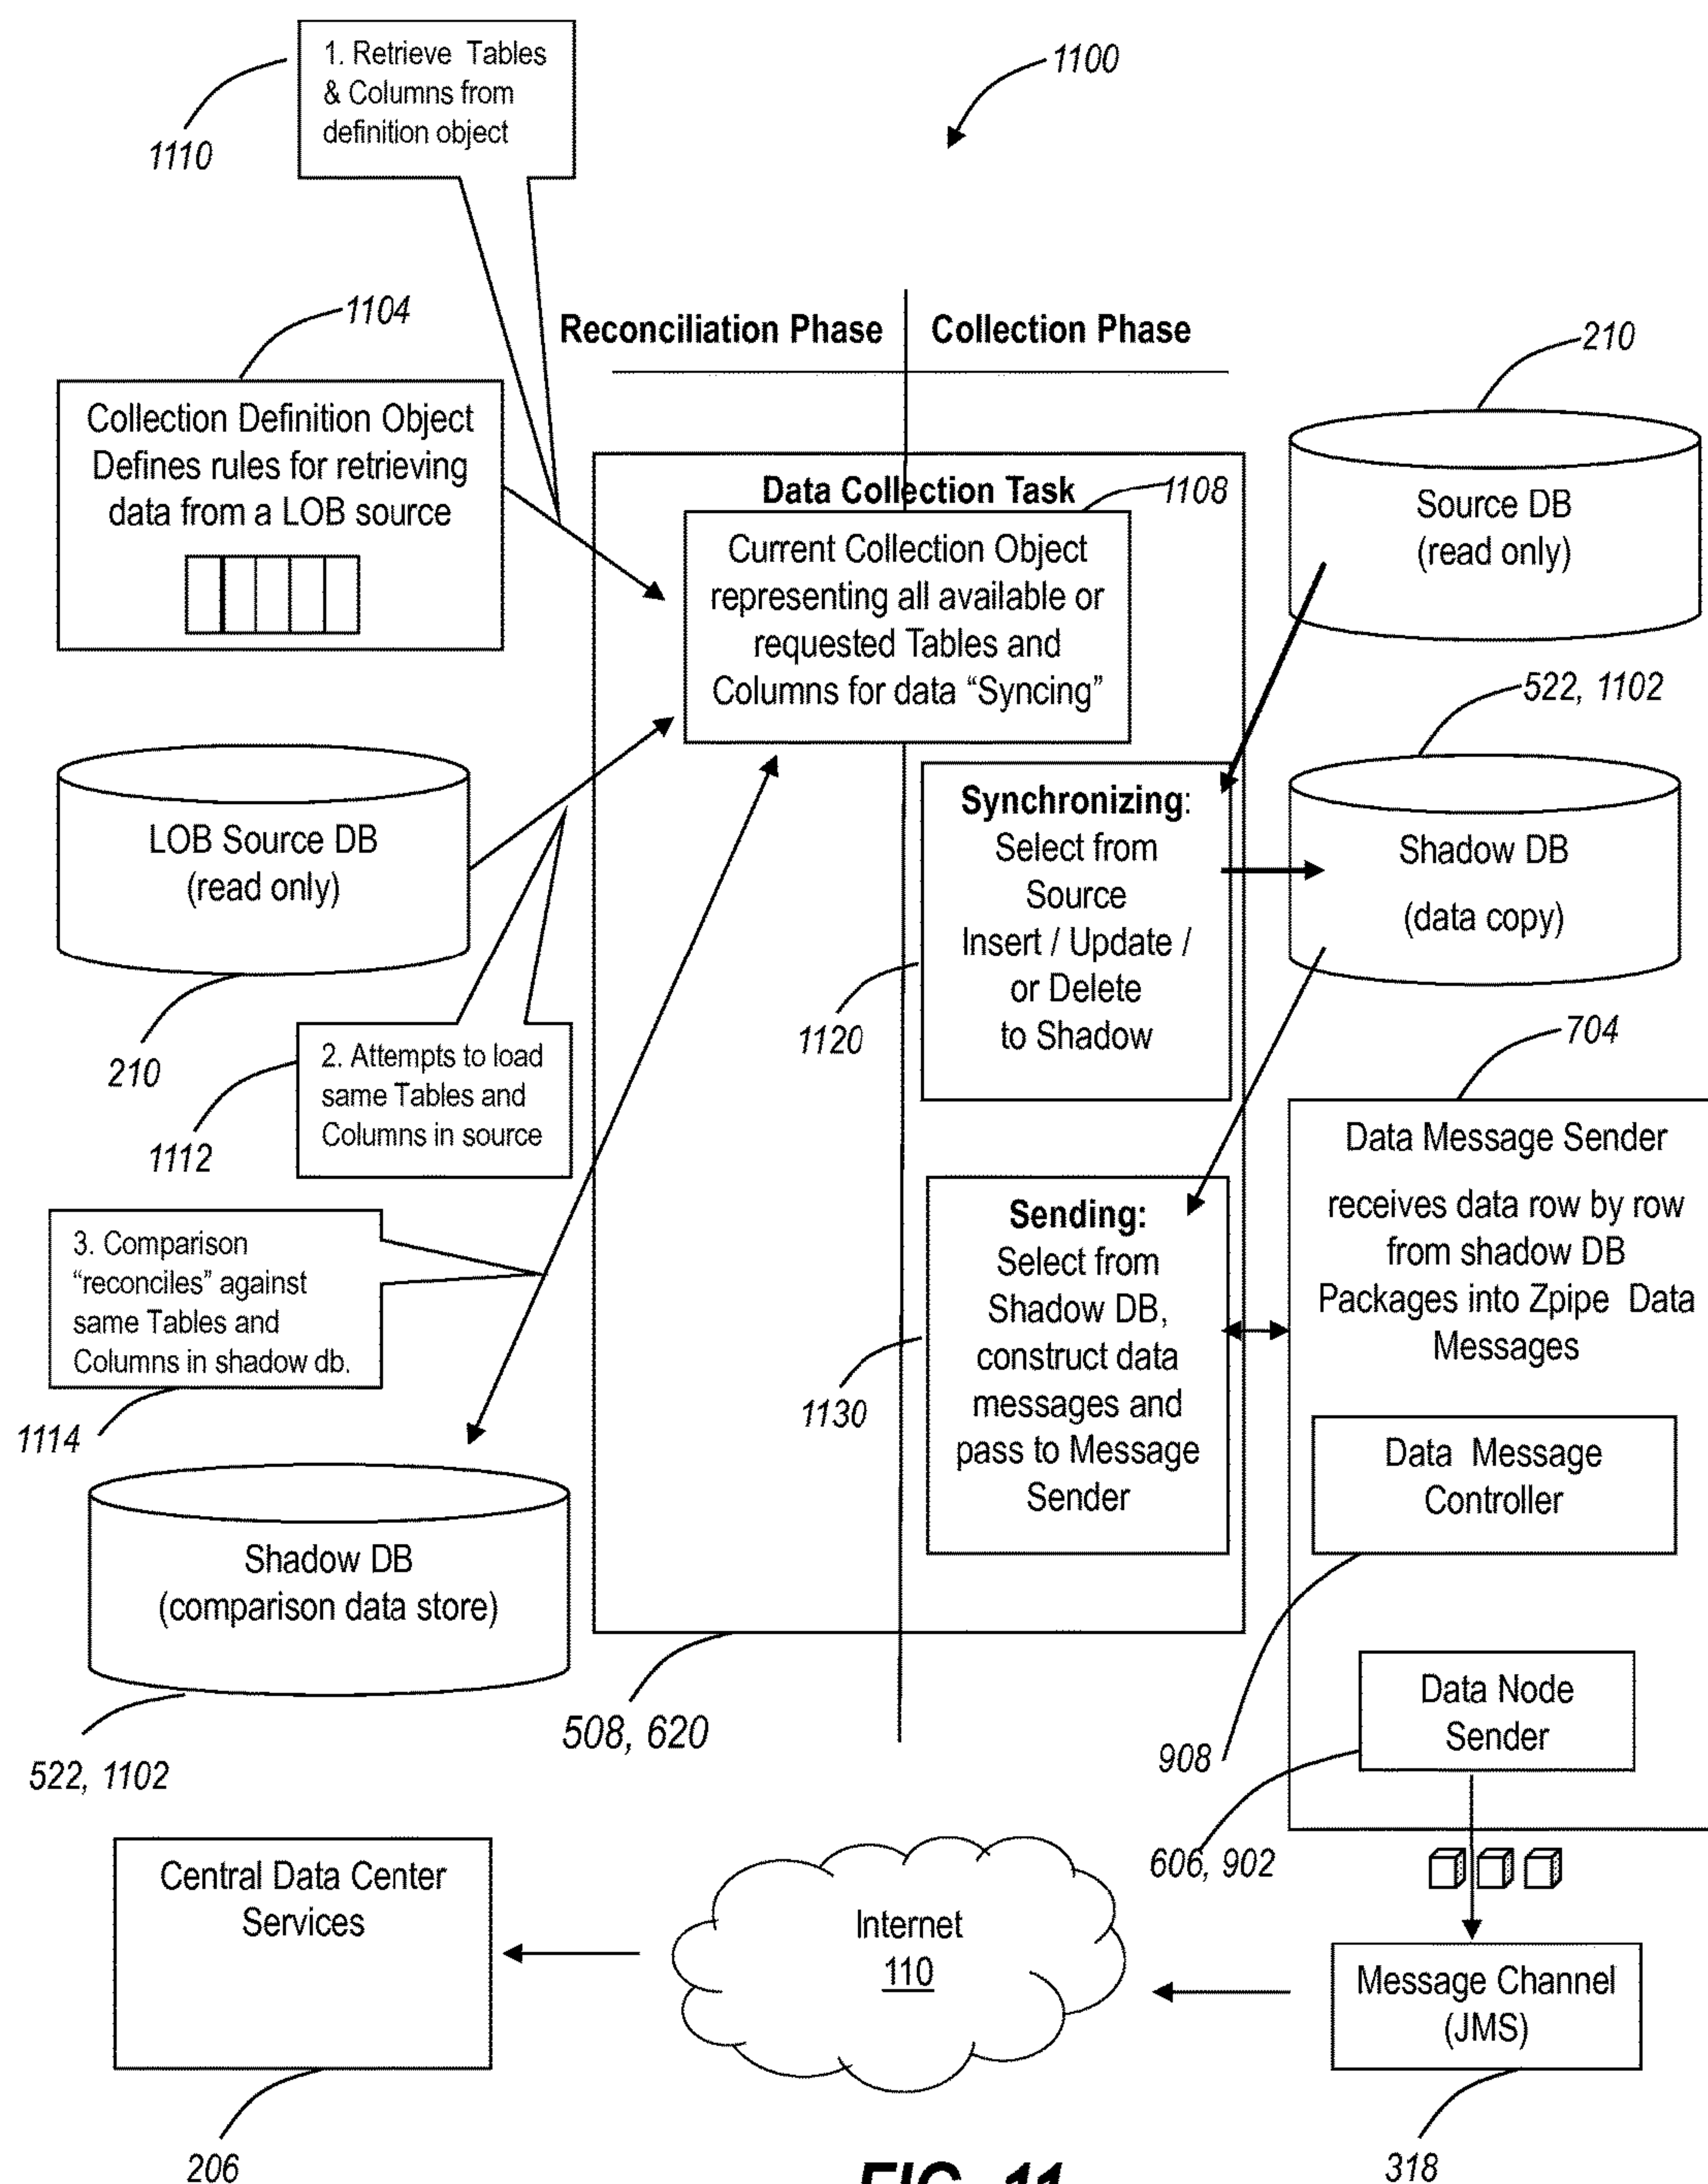 1. Retrieve Tables
& Columns from
definition object
1110
1100
1104
Reconciliation Phase
Collection Phase
210
Collection Definition Object
Defines rules for retrieving
data from a LOB source
Data Collection Task
1108
Current Collection Object
representing all available or
requested Tables and
Columns for data “Syncing”
Source DB
(read only)
522, 1102
LOB Source DB
(read only)
210
Synchronizing:
Select from
Source
Insert / Update /
or Delete
to Shadow
1120
Shadow DB
(data copy)
704
2. Attempts to load
same Tables and
Columns in source
1112
Data Message Sender
receives data row by row
from shadow DB
Packages into Zpipe Data
Messages
3. Comparison
“reconciles” against
same Tables and
Columns in shadow db.
1114
Sending:
Select from
Shadow DB,
construct data
messages and
pass to Message
Sender
1130
Data Message
Controller
Shadow DB
(comparison data store)
522, 1102
508, 620
908
Data Node
Sender
606, 902
Central Data Center
Services
206
Internet
110
Message Channel
(JMS)
318
FIG. 11